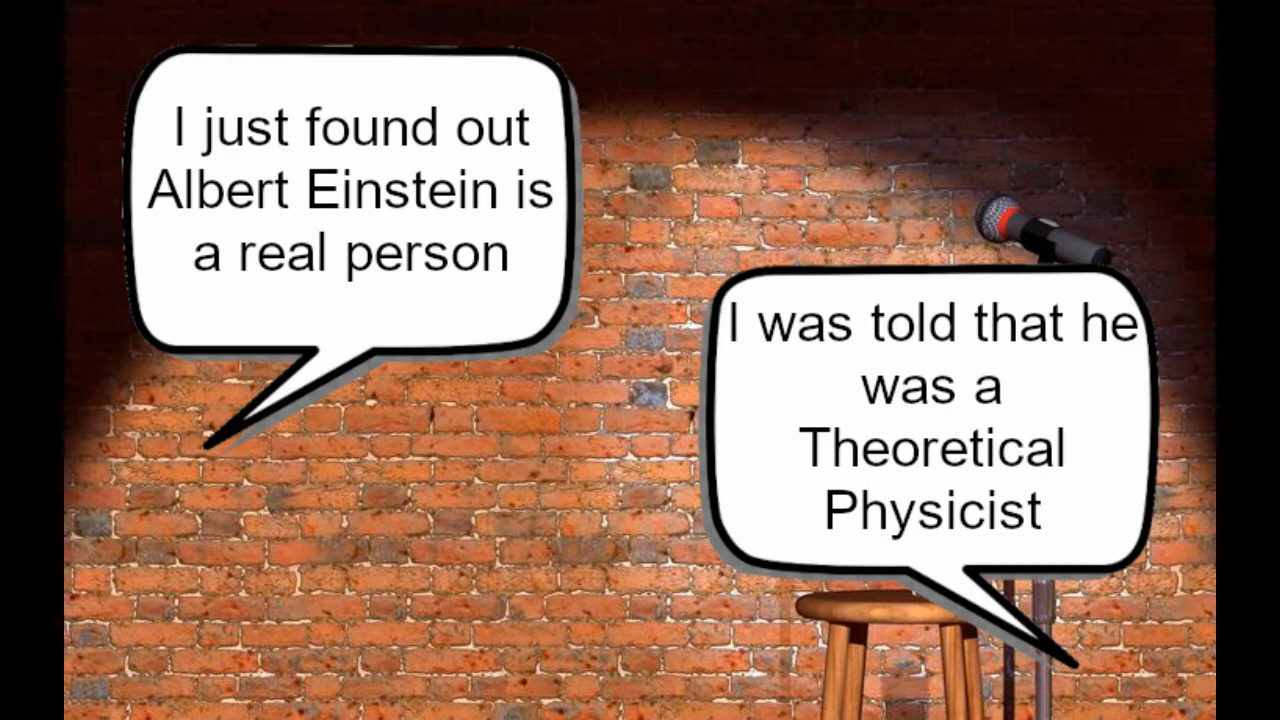 I just found out
Albert Einstein is
a real person
I was told that he
was a
Theoretical
Physicist